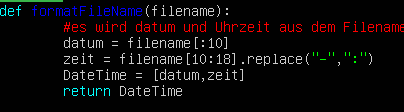 def formatFileName(filename):
#es wird datum und Uhrzeit aus dem Filename
datum = filename[:10]
zeit = filename[10:18].replace("-",":")
DateTime = [datum,zeit]
return DateTime